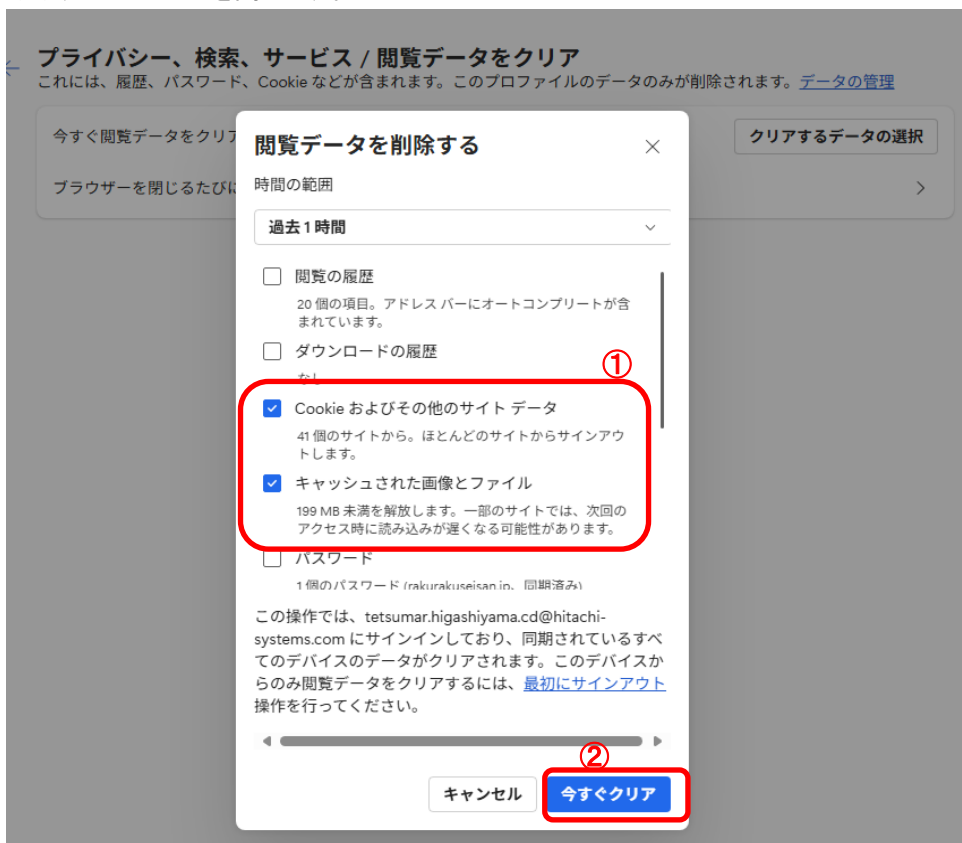 プライバシー、検索、サービス / 閲覧データをクリア
これには、履歴、パスワード、Cookie などが含まれます。このプロファイルのデータのみが削除されます。データの管理
今すぐ閲覧データをクリア
クリアするデータの選択
ブラウザーを閉じるたびに
閲覧データを削除する
時間の範囲
過去 1 時間
閲覧の履歴
20 個の項目。アドレス バーにオートコンプリートが含
まれています。
ダウンロードの履歴
なし
①
Cookie およびその他のサイト データ
41 個のサイトから。ほとんどのサイトからサインアウ
トします。
キャッシュされた画像とファイル
199 MB 未満を解放します。一部のサイトでは、次回の
アクセス時に読み込みが遅くなる可能性があります。
パスワード
1 個のパスワード (rakurakuseisan.jp、同期済み)
この操作では、tetsumar.higashiyama.cd@hitachi-
systems.com にサインインしており、同期されているすべ
てのデバイスのデータがクリアされます。このデバイスか
らのみ閲覧データをクリアするには、最初にサインアウト
操作を行ってください。
②
キャンセル
今すぐクリア